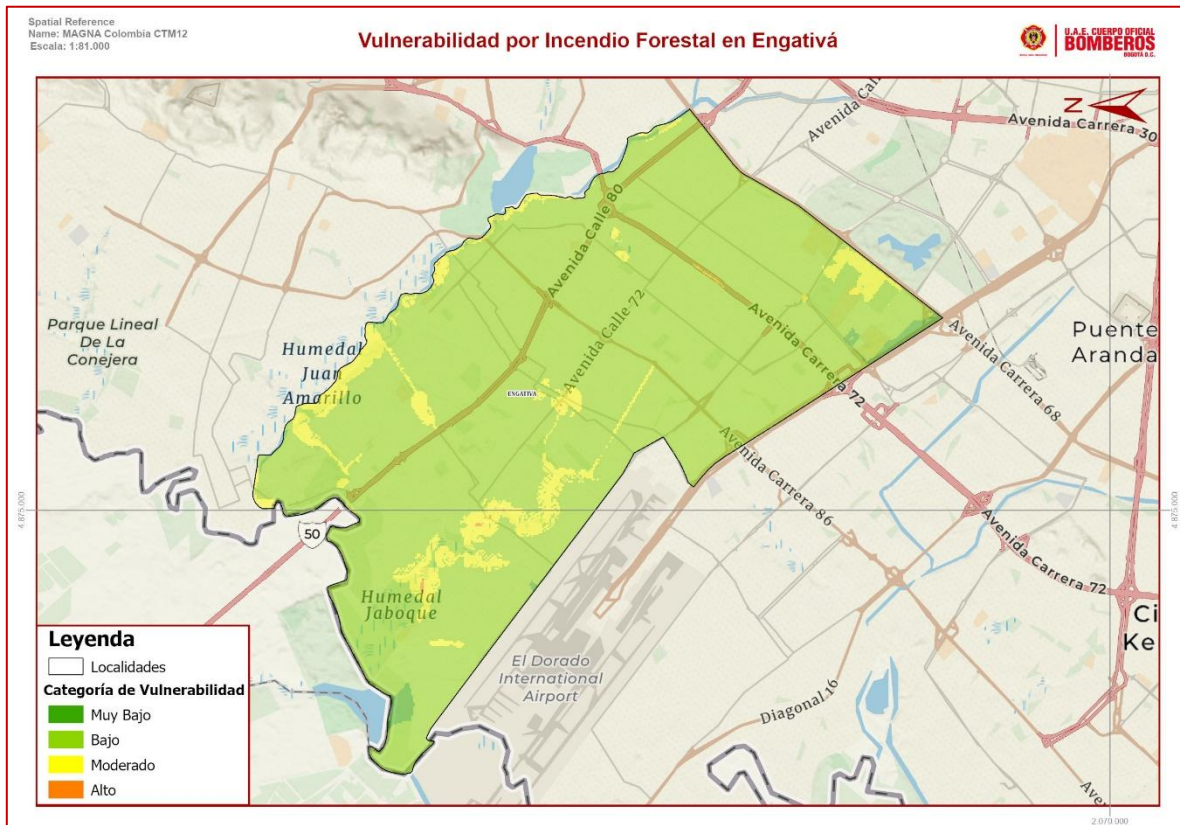 Spatial Reference
Name: MAGNA Colombia CTM12
Escala: 1:81.000
Vulnerabilidad por Incendio Forestal en Engativá
U.A.E. CUERPO OFICIAL
BOMBEROS
BOGOTÁ D.C.
N
Avenida Carrera 30
Avenida Cal
Avenida Calle 80
Avenida Calle 72
Avenida Carrera 72
Avenida Carrera 68
Puente
Aranda
Parque Lineal
De La
Conejera
Humedal
Juan
Amarillo
ENGATIVÁ
Avenida Carrera 86
Avenida Carrera 72
4.875.000
4.875.000
50
Humedal
Jaboque
El Dorado
International
Airport
Diagonal 16
Ci
Ke
Ave
2.070.000
Leyenda
Localidades
Categoría de Vulnerabilidad
Muy Bajo
Bajo
Moderado
Alto